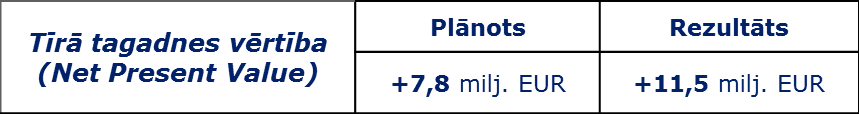 Tīrā tagadnes vērtība
(Net Present Value)
Plānots
Rezultāts
+7,8 milj. EUR
+11,5 milj. EUR